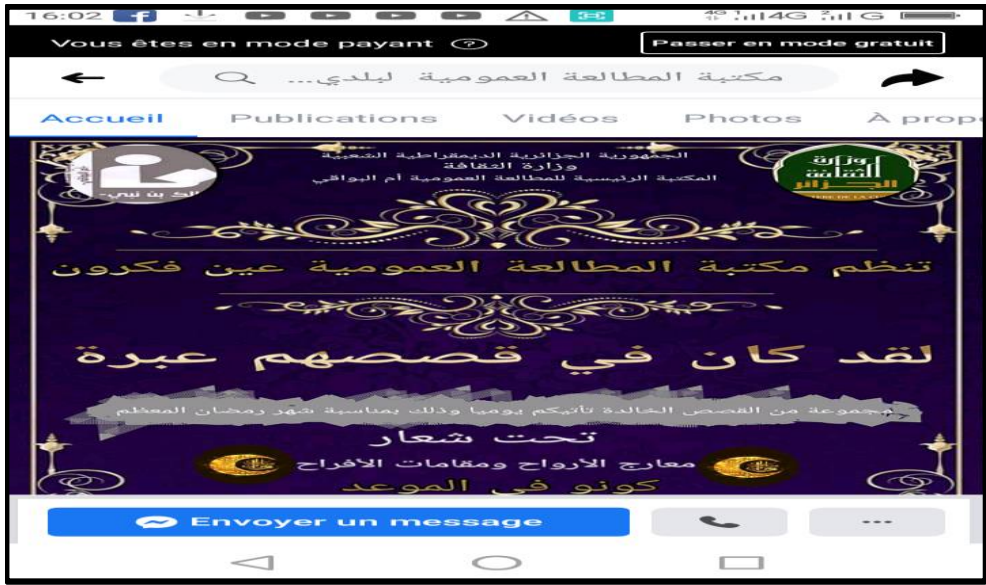 16:02 4G G
Vous êtes en mode payant ? Passer en mode gratuit
مكتبة المطالعة العمومية لبلدي...
Accueil Publications Vidéos Photos À propo
الجمهورية الجزائرية الديمقراطية الشعبية
وزارة الثقافة
المكتبة الرئيسية للمطالعة العمومية أم البواقي
وزارة الثقافة
الجزائر
تنظم مكتبة المطالعة العمومية عين فكرون
لقد كان في قصصهم عبرة
مجموعة من القصص الخالدة تأتيكم يوميا وذلك بمناسبة شهر رمضان المعظم
تحت شعار
معارج الأرواح ومقامات الأفراح
كونو في الموعد
Envoyer un message